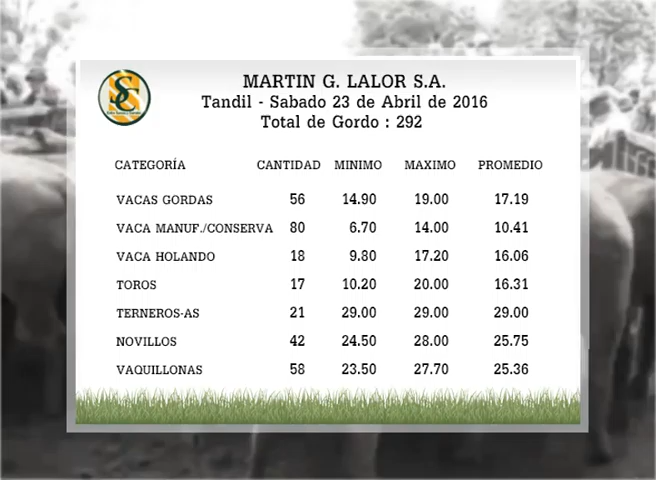 SC
MARTIN G. LALOR S.A.
Tandil - Sabado 23 de Abril de 2016
Total de Gordo : 292
CATEGORÍA CANTIDAD MINIMO MAXIMO PROMEDIO
VACAS GORDAS 56 14.90 19.00 17.19
VACA MANUF./CONSERVA 80 6.70 14.00 10.41
VACA HOLANDO 18 9.80 17.20 16.06
TOROS 17 10.20 20.00 16.31
TERNEROS-AS 21 29.00 29.00 29.00
NOVILLOS 42 24.50 28.00 25.75
VAQUILLONAS 58 23.50 27.70 25.36